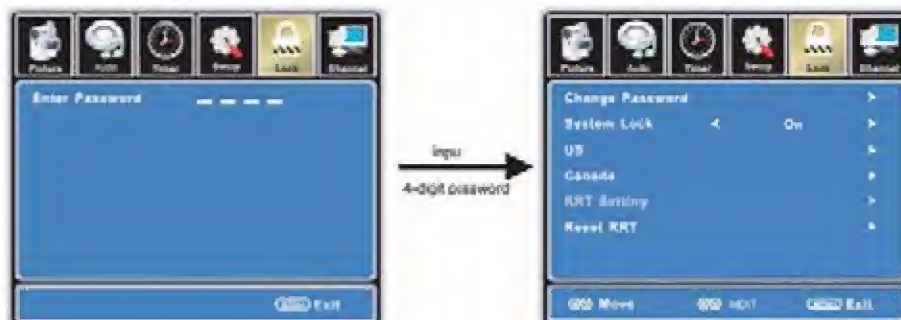 Picture Timer Setup Lock Channel
Enter Password
Exit
Input
4-digit password
Picture Audio Timer Setup Lock Channel
Change Password
System Lock On
US
Canada
RRT Setting
Reset RRT
Move NEXT Exit